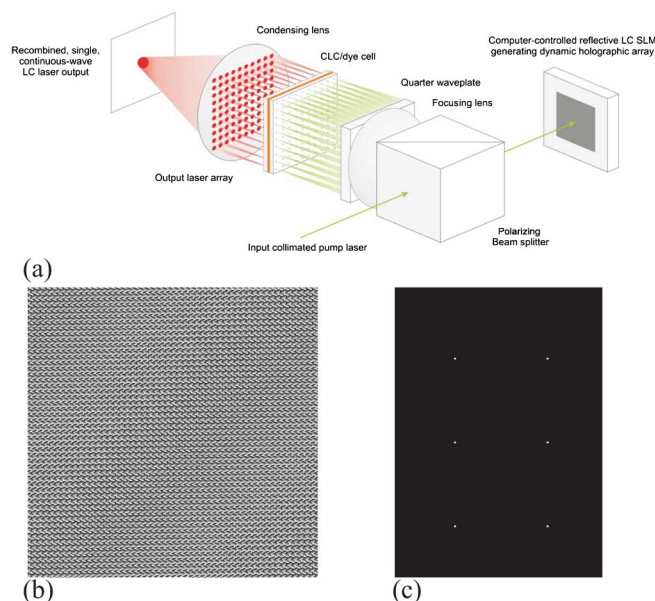 Recombined, single,
continuous-wave
LC laser output
Condensing lens
CLC/dye cell
Computer-controlled reflective LC SLM
generating dynamic holographic array
Quarter waveplate
Focusing lens
Output laser array
Input collimated pump laser
Polarizing
Beam splitter
(a)
(b)
(c)